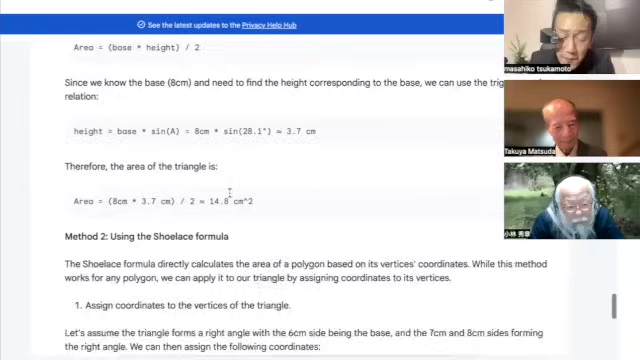 See the latest updates to the Privacy Help Hub
Area = (base * height) / 2
Since we know the base (8cm) and need to find the height corresponding to the base, we can use the
relation:
height = base * sin(A) = 8cm * sin(28.1°) ≈ 3.7 cm
Therefore, the area of the triangle is:
Area = (8cm * 3.7 cm) / 2 ≈ 14.8 cm^2
Method 2: Using the Shoelace formula
The Shoelace formula directly calculates the area of a polygon based on its vertices' coordinates. While this method
works for any polygon, we can apply it to our triangle by assigning coordinates to its vertices.
1. Assign coordinates to the vertices of the triangle.
Let's assume the triangle forms a right angle with the 6cm side being the base, and the 7cm and 8cm sides forming
the right angle. We can then assign the following coordinates:
masahiko tsukamoto
Takuya Matsuda
小林 秀章